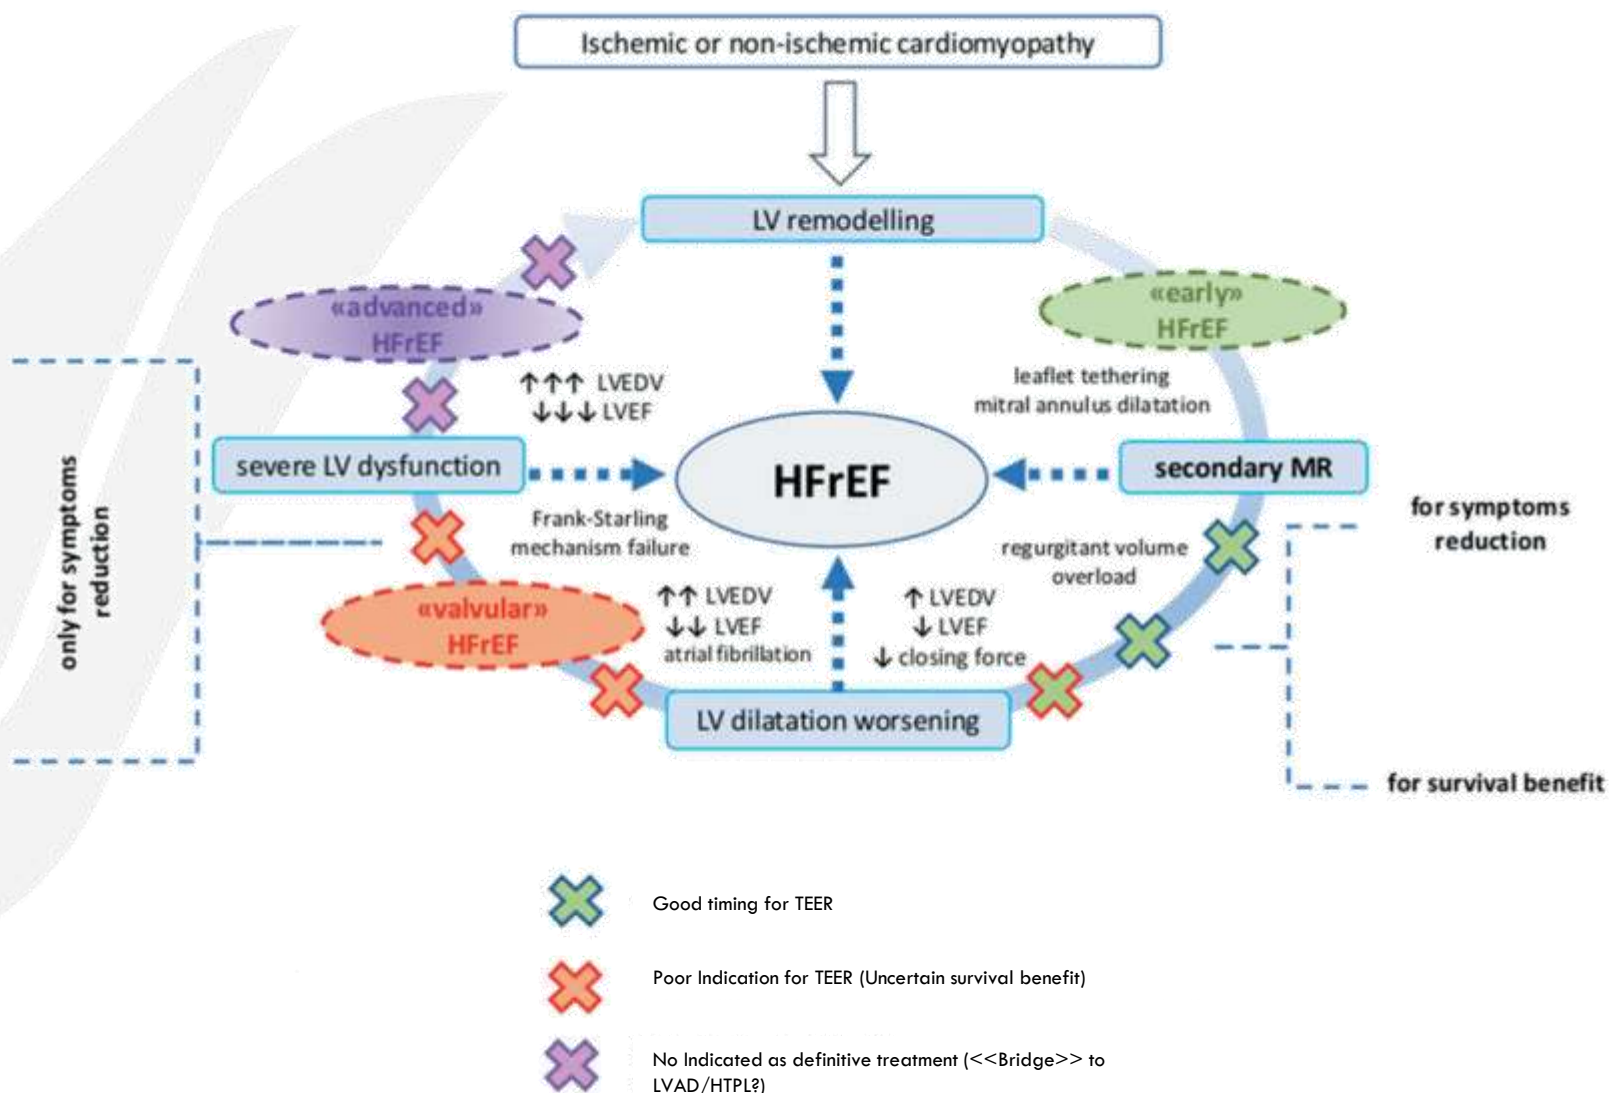 Ischemic or non-ischemic cardiomyopathy
LV remodelling
«advanced»
HFrEF
«early»
HFrEF
↑↑↑ LVEDV
↓↓↓ LVEF
leaflet tethering
mitral annulus dilatation
severe LV dysfunction
HFrEF
secondary MR
only for symptoms
reduction
Frank-Starling
mechanism failure
regurgitant volume
overload
for symptoms
reduction
«valvular»
HFrEF
↑↑ LVEDV
↓↓ LVEF
atrial fibrillation
↑ LVEDV
↓ LVEF
↓ closing force
LV dilatation worsening
for survival benefit
Good timing for TEER
Poor Indication for TEER (Uncertain survival benefit)
No Indicated as definitive treatment (<<Bridge>> to
LVAD/HTPL?)